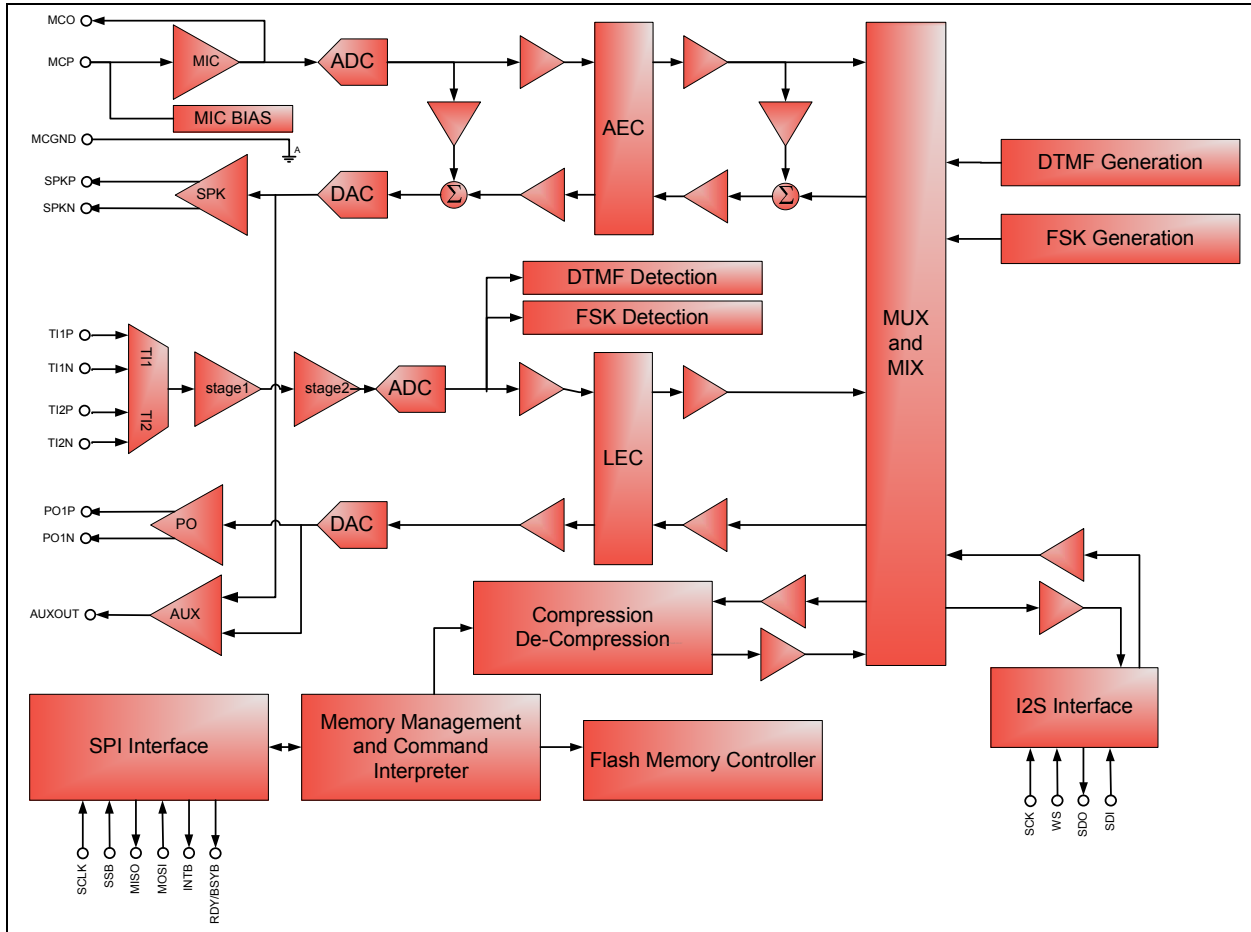 MCO
MCP
MIC
ADC
MIC BIAS
MCGND
A
AEC
SPKP
SPKN
SPK
DAC
Σ
Σ
DTMF Generation
FSK Generation
MUX
and
MIX
DTMF Detection
FSK Detection
TI1P
TI1N
TI2P
TI2N
TI1
TI2
stage1
stage2
ADC
LEC
PO1P
PO1N
PO
DAC
AUXOUT
AUX
Compression
De-Compression
SPI Interface
Memory Management
and Command
Interpreter
Flash Memory Controller
I2S Interface
SCLK
SSB
MISO
MOSI
INTB
RDY/BSYB
SCK
WS
SDO
SDI